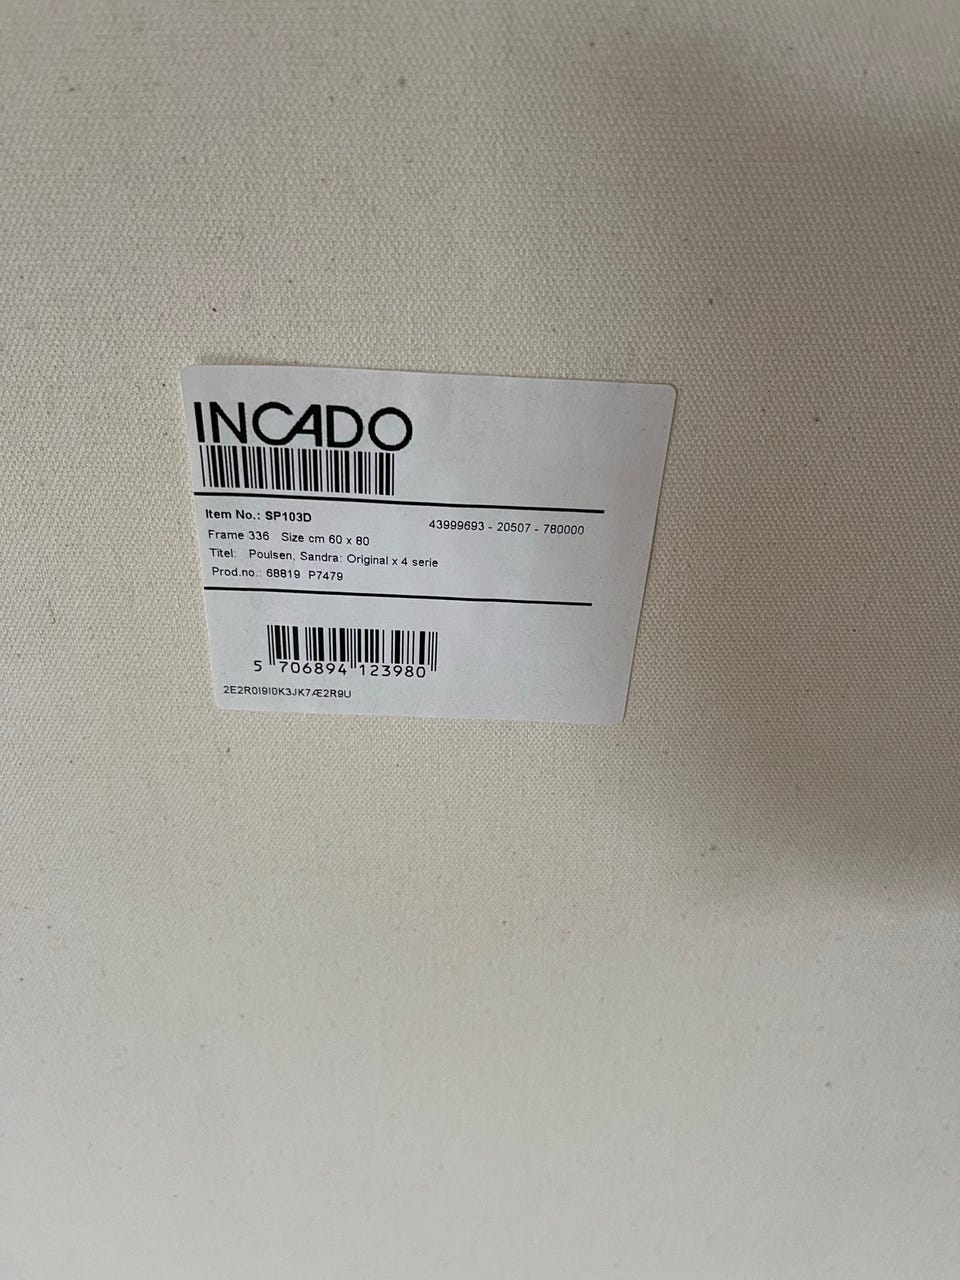 INCADO
Item No.: SP103D
43999693 - 20507 - 780000
Frame 336 Size cm 60 x 80
Titel: Poulsen, Sandra: Original x 4 serie
Prod.no.: 68819 P7479
5 706894 123980
2E2R0I9I0K3JK7Æ2R9U